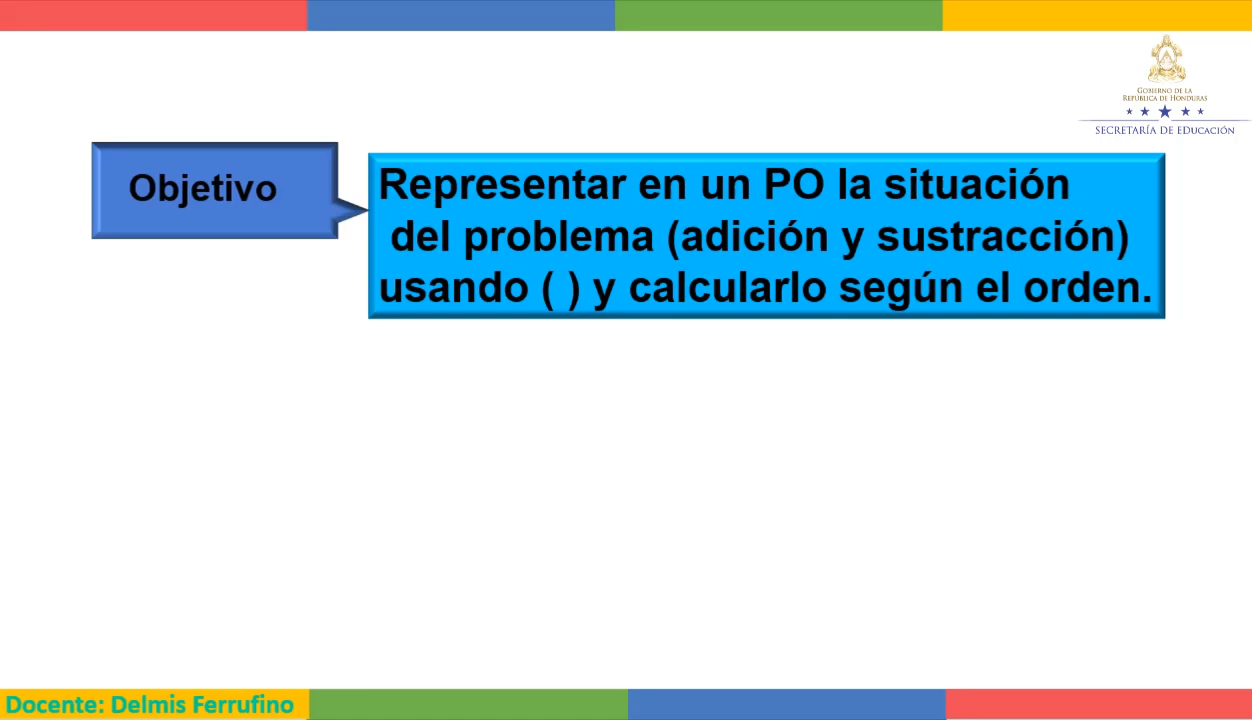 GOBIERNO DE LA
REPÚBLICA DE HONDURAS
SECRETARÍA DE EDUCACIÓN
Objetivo
Representar en un PO la situación
del problema (adición y sustracción)
usando ( ) y calcularlo según el orden.
Docente: Delmis Ferrufino